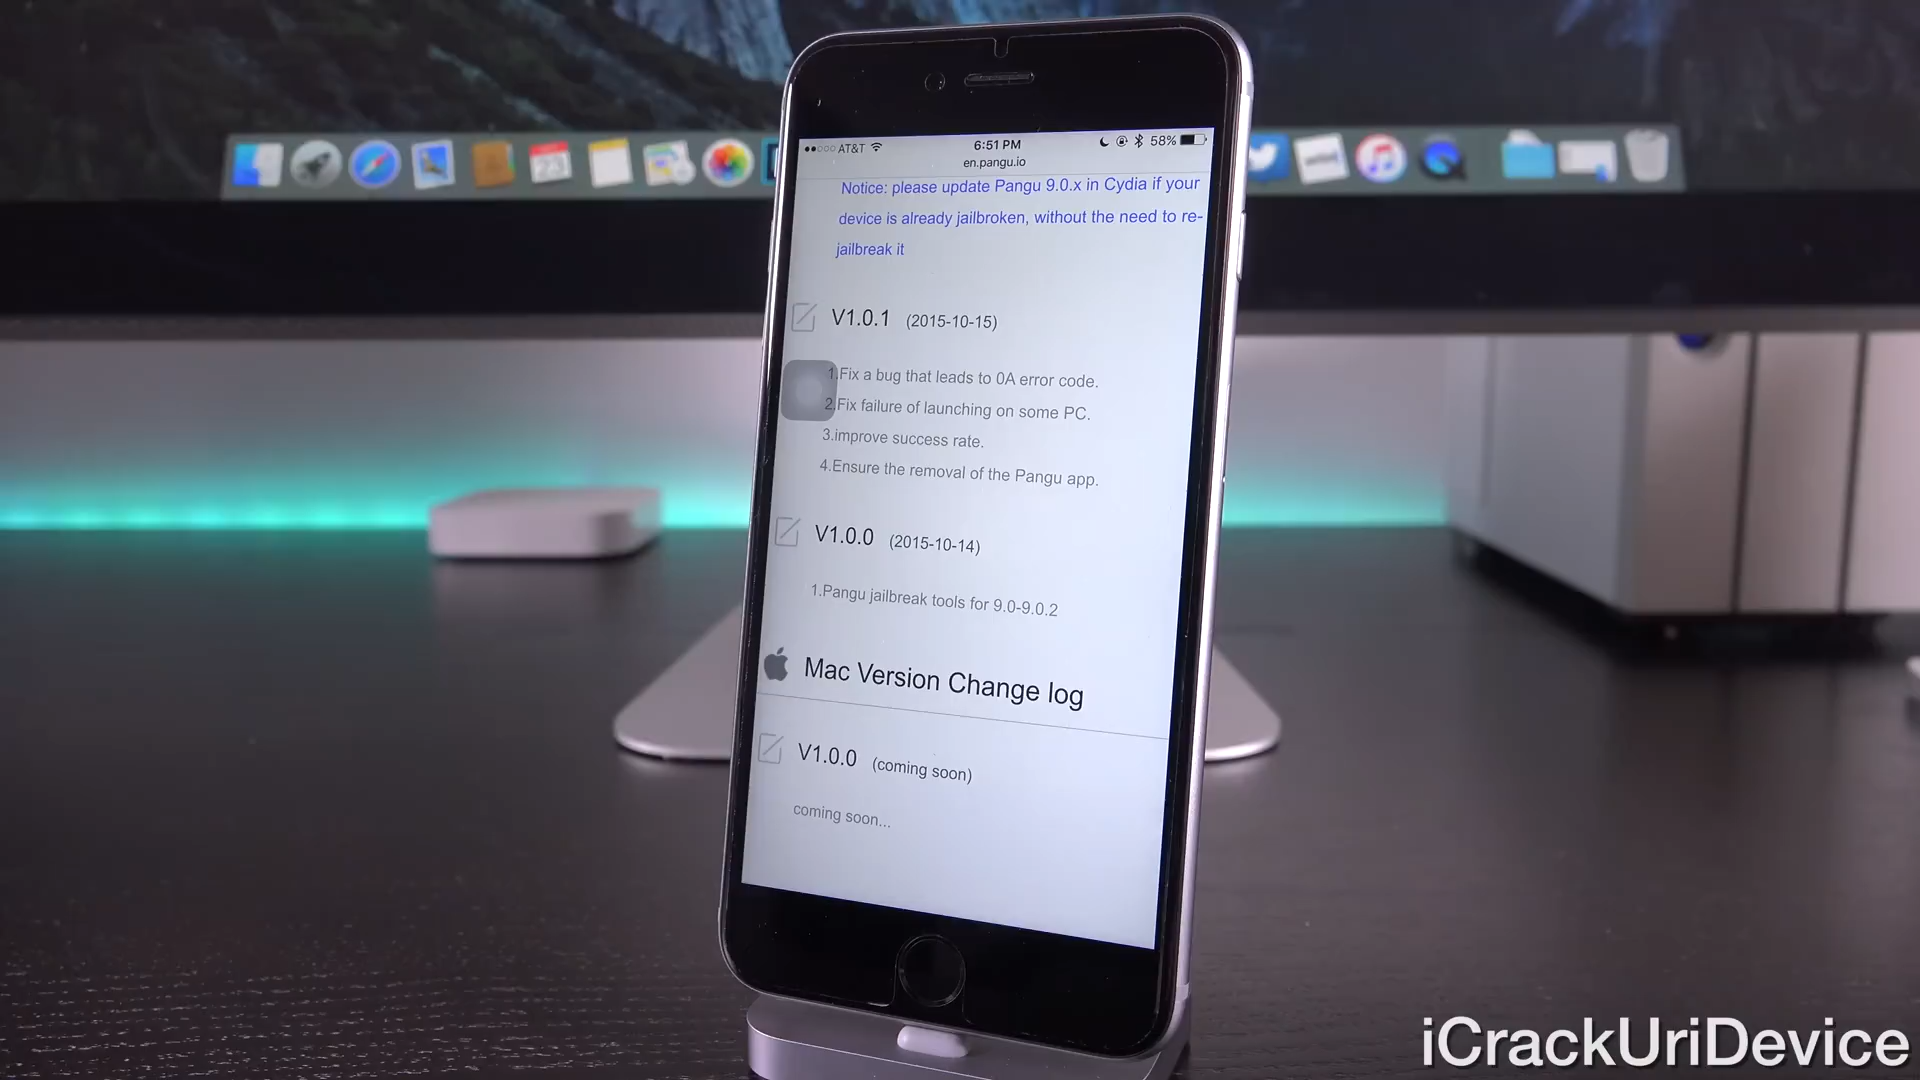 AT&T 6:51 PM 58%
en.pangu.io
Notice: please update Pangu 9.0.x in Cydia if your
device is already jailbroken, without the need to re-
jailbreak it
V1.0.1 (2015-10-15)
1.Fix a bug that leads to 0A error code.
2.Fix failure of launching on some PC.
3.improve success rate.
4.Ensure the removal of the Pangu app.
V1.0.0 (2015-10-14)
1.Pangu jailbreak tools for 9.0-9.0.2
Mac Version Change log
V1.0.0 (coming soon)
coming soon...
23
iCrackUriDevice